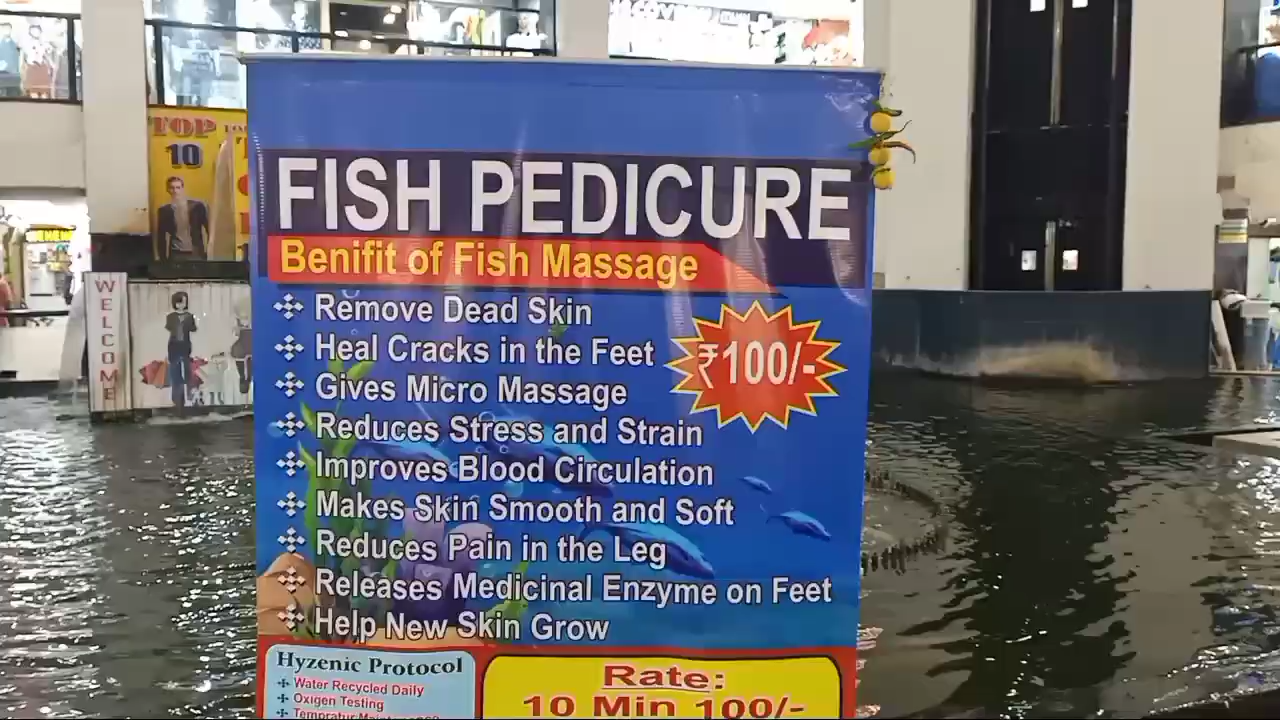 TOP
10
WELCOME
FISH PEDICURE
Benifit of Fish Massage
Remove Dead Skin
Heal Cracks in the Feet
Gives Micro Massage
Reduces Stress and Strain
Improves Blood Circulation
Makes Skin Smooth and Soft
Reduces Pain in the Leg
Releases Medicinal Enzyme on Feet
Help New Skin Grow
₹100/-
Hyzenic Protocol
Water Recycled Daily
Oxigen Testing
Rate:
10 Min 100/-